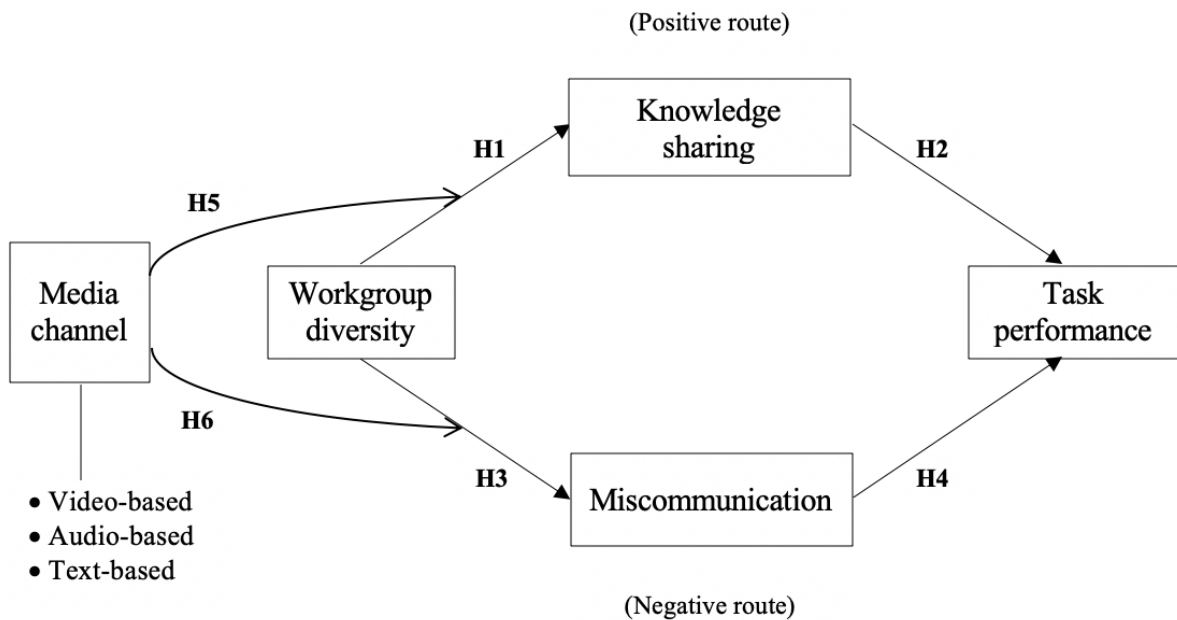 (Positive route)
Knowledge
sharing
H1
H2
H5
Media
channel
Workgroup
diversity
Task
performance
H6
H3
H4
Miscommunication
• Video-based
• Audio-based
• Text-based
(Negative route)